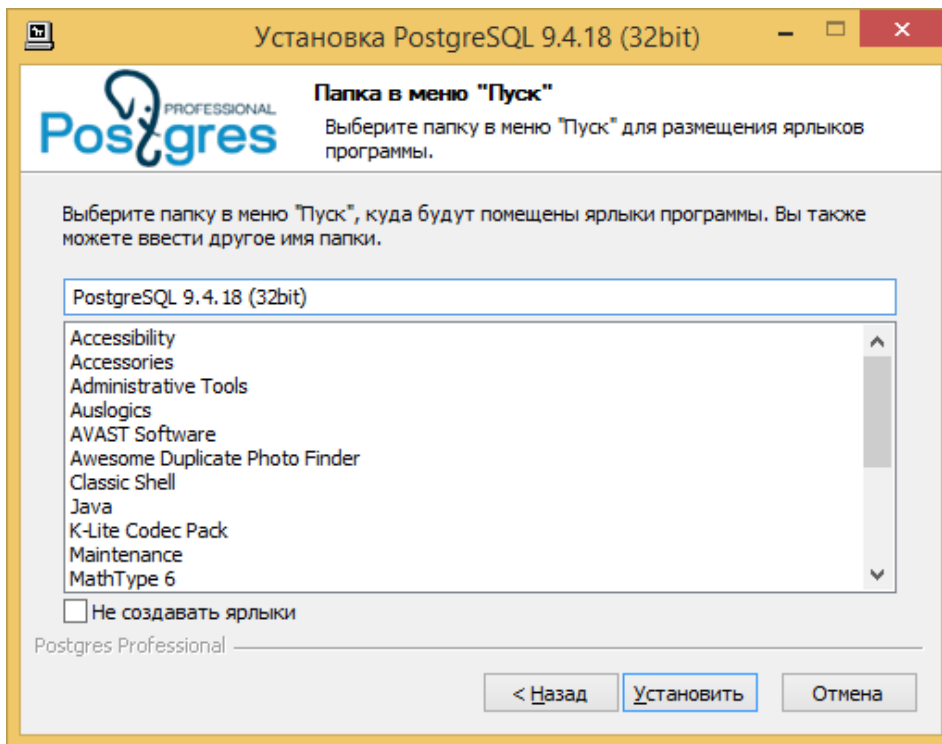 Установка PostgreSQL 9.4.18 (32bit)
PROFESSIONAL
Postgres
Папка в меню "Пуск"
Выберите папку в меню "Пуск" для размещения ярлыков
программы.
Выберите папку в меню "Пуск", куда будут помещены ярлыки программы. Вы также
можете ввести другое имя папки.
PostgreSQL 9.4.18 (32bit)
Accessibility
Accessories
Administrative Tools
Auslogics
AVAST Software
Awesome Duplicate Photo Finder
Classic Shell
Java
K-Lite Codec Pack
Maintenance
MathType 6
Не создавать ярлыки
Postgres Professional
< Назад Установить Отмена